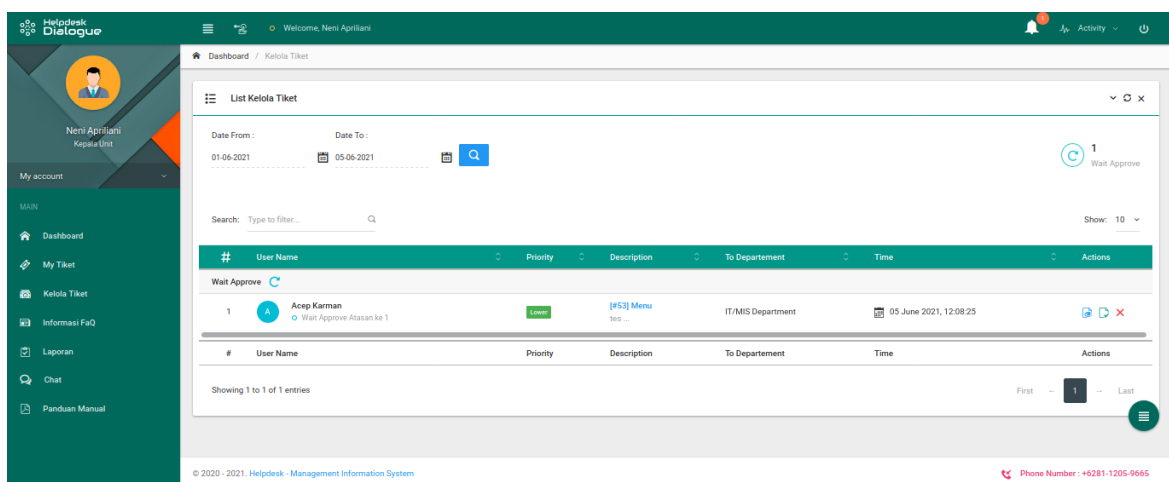 Helpdesk
Dialogue
Welcome, Neni Apriliani
1
Activity
Neni Apriliani
Kepala Unit
My account
MAIN
Dashboard
My Tiket
Kelola Tiket
Informasi FaQ
Laporan
Chat
Panduan Manual
Dashboard / Kelola Tiket
List Kelola Tiket
Date From : Date To :
01-06-2021 05-06-2021
1
Wait Approve
Search: Type to filter... Show: 10
# User Name Priority Description To Departement Time Actions
Wait Approve
1 A Acep Karman Lower [#53] Menu IT/MIS Department 05 June 2021, 12:08:25
Wait Approve Atasan ke 1 tes ...
# User Name Priority Description To Departement Time Actions
Showing 1 to 1 of 1 entries First ← 1 → Last
© 2020 - 2021. Helpdesk - Management Information System Phone Number : +6281-1205-9665